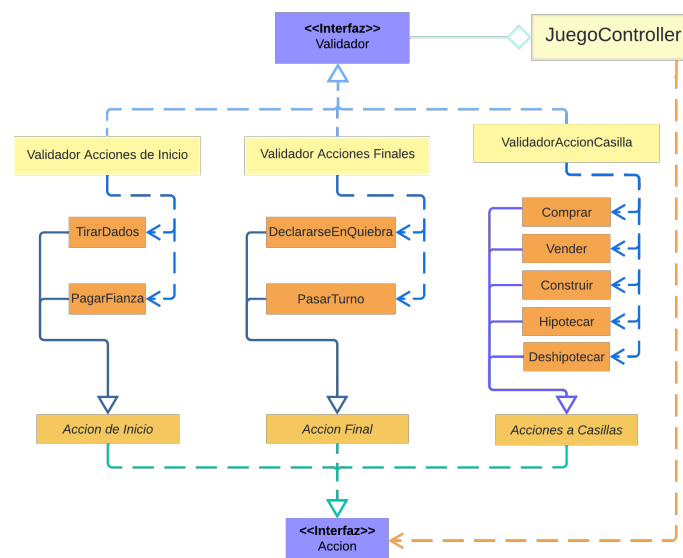 <<Interfaz>>
Validador
JuegoController
Validador Acciones de Inicio
Validador Acciones Finales
ValidadorAccionCasilla
TirarDados
PagarFianza
DeclararseEnQuiebra
PasarTurno
Comprar
Vender
Construir
Hipotecar
Deshipotecar
Accion de Inicio
Accion Final
Acciones a Casillas
<<Interfaz>>
Accion